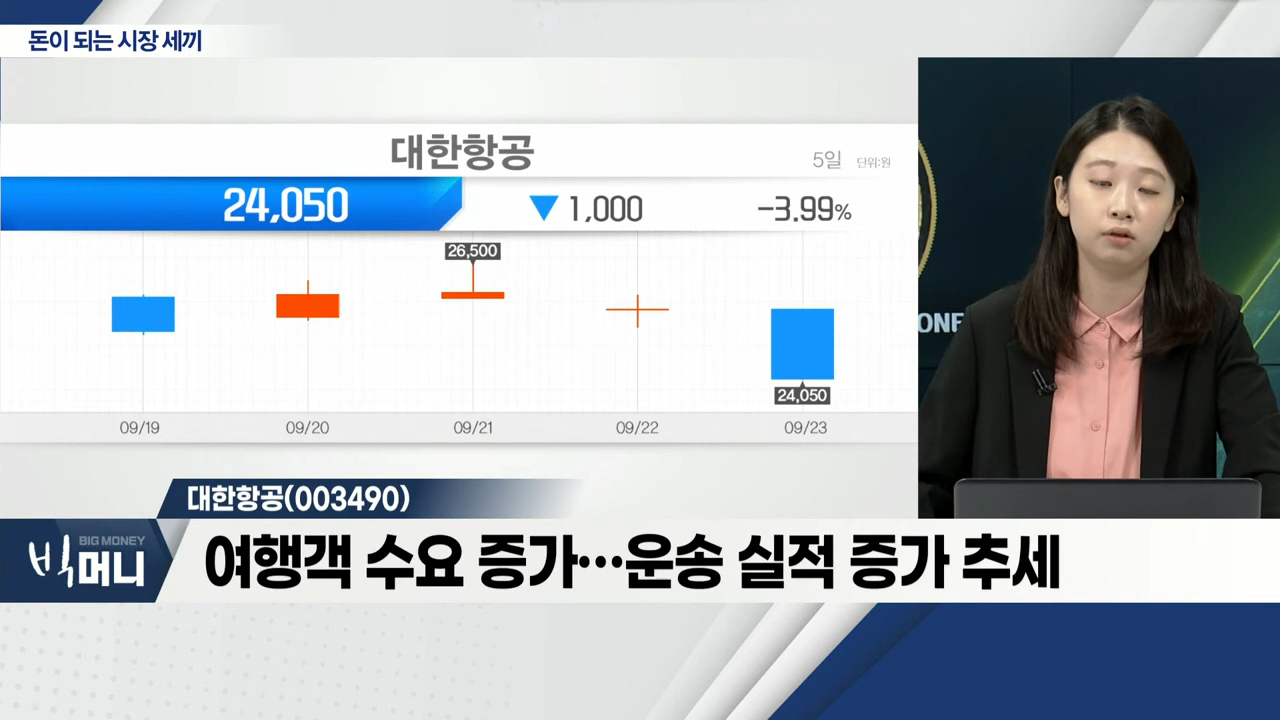 돈이 되는 시장 세끼
대한항공
5일 단위:원
24,050 ▼ 1,000 -3.99%
26,500
24,050
09/19 09/20 09/21 09/22 09/23
ONE
대한항공(003490)
BIG MONEY
빅머니
여행객 수요 증가…운송 실적 증가 추세